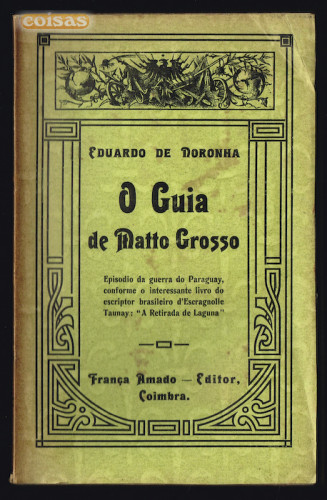 coisas
EDUARDO DE NORONHA
O Guia
de Matto Grosso
Episodio da guerra do Paraguay,
conforme o interessante livro do
escriptor brasileiro d'Escragnolle
Taunay: "A Retirada de Laguna"
França Amado — Editor,
Coimbra.